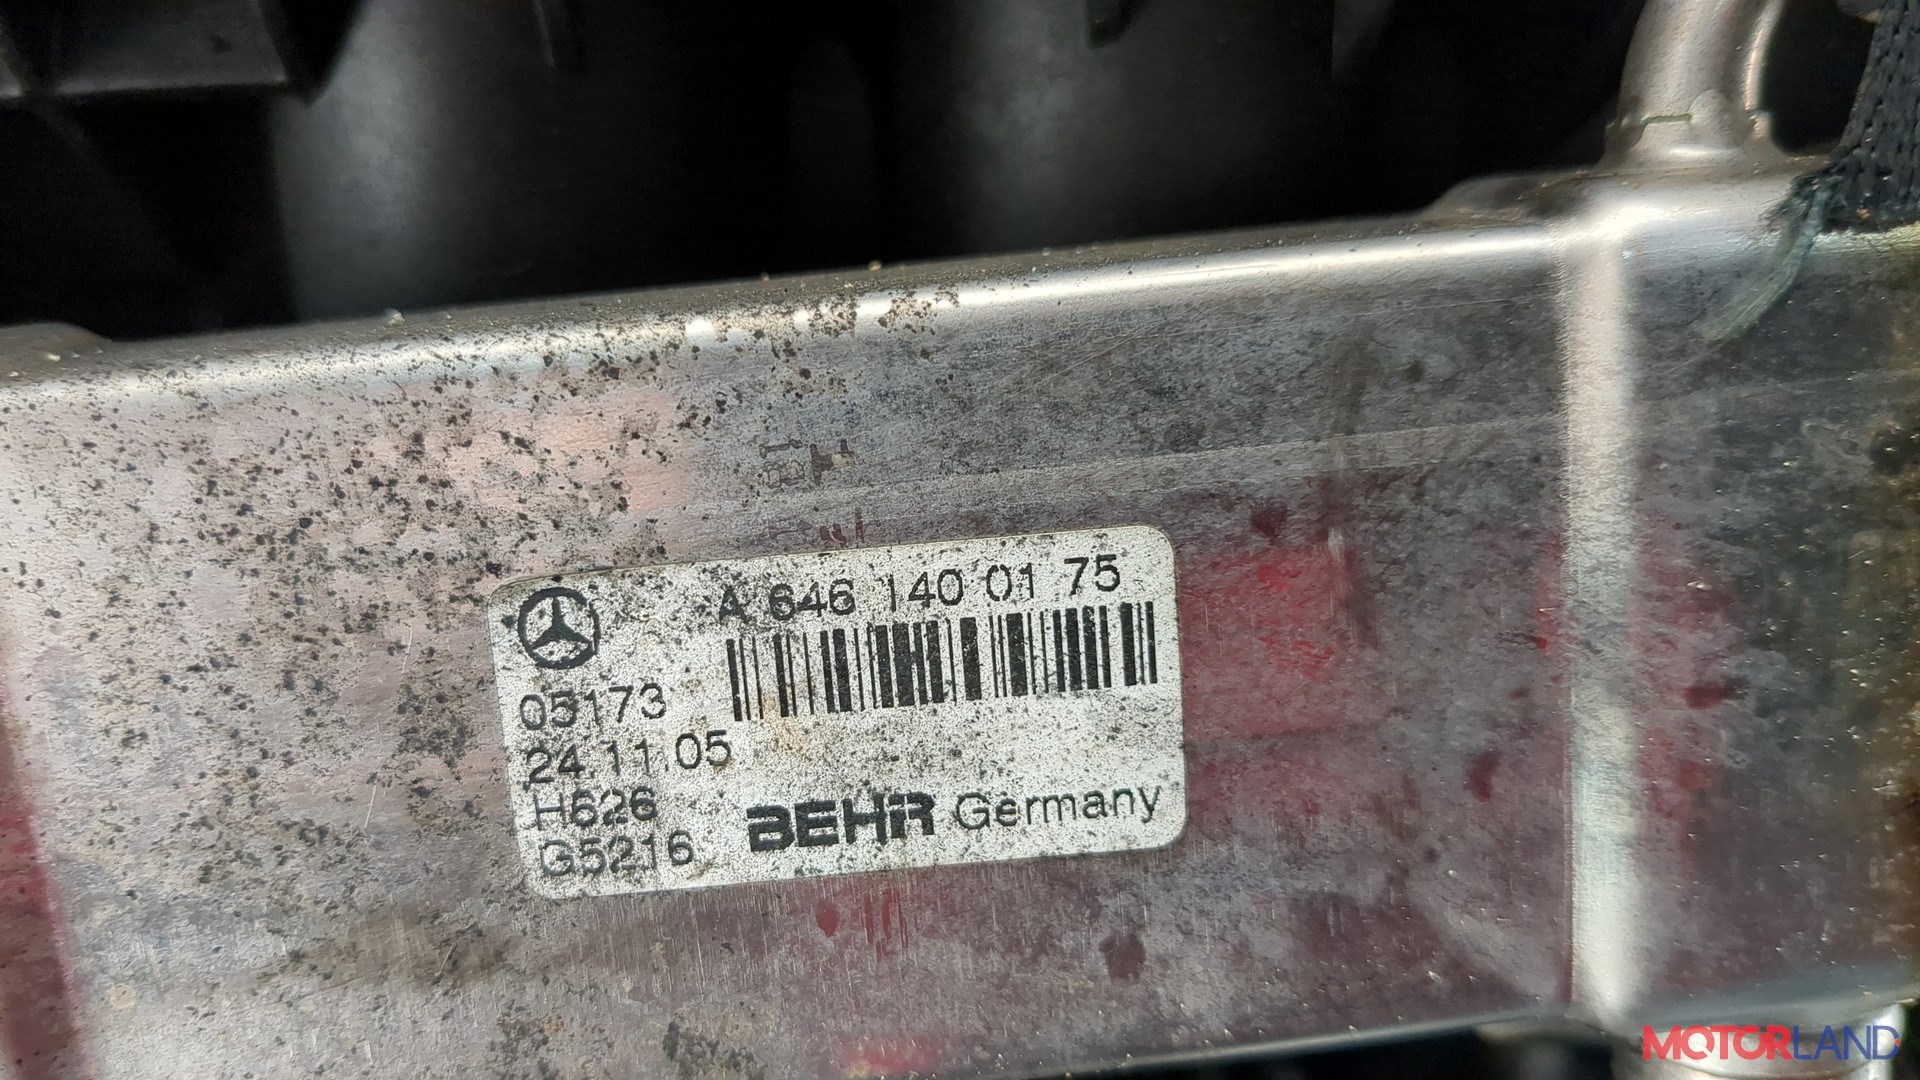 A 646 140 01 75
05173
24.11.05
H626
G5216
BEHR Germany
MOTORLAND